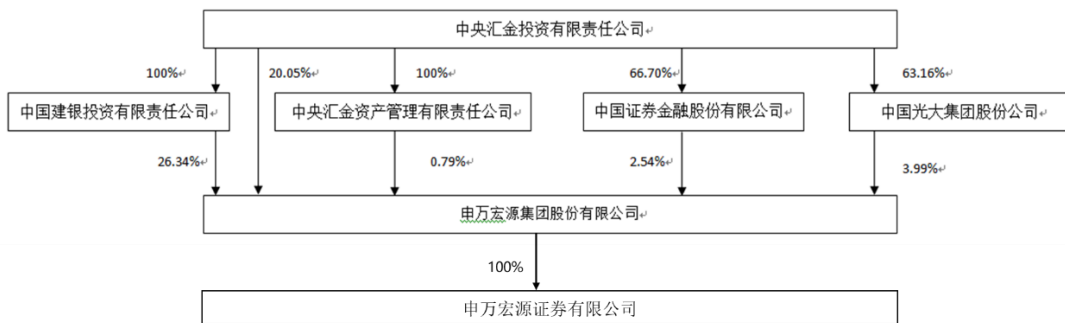 中央汇金投资有限责任公司
100% 20.05% 100% 66.70% 63.16%
中国建银投资有限责任公司 中央汇金资产管理有限责任公司 中国证券金融股份有限公司 中国光大集团股份公司
26.34% 0.79% 2.54% 3.99%
申万宏源集团股份有限公司
100%
申万宏源证券有限公司